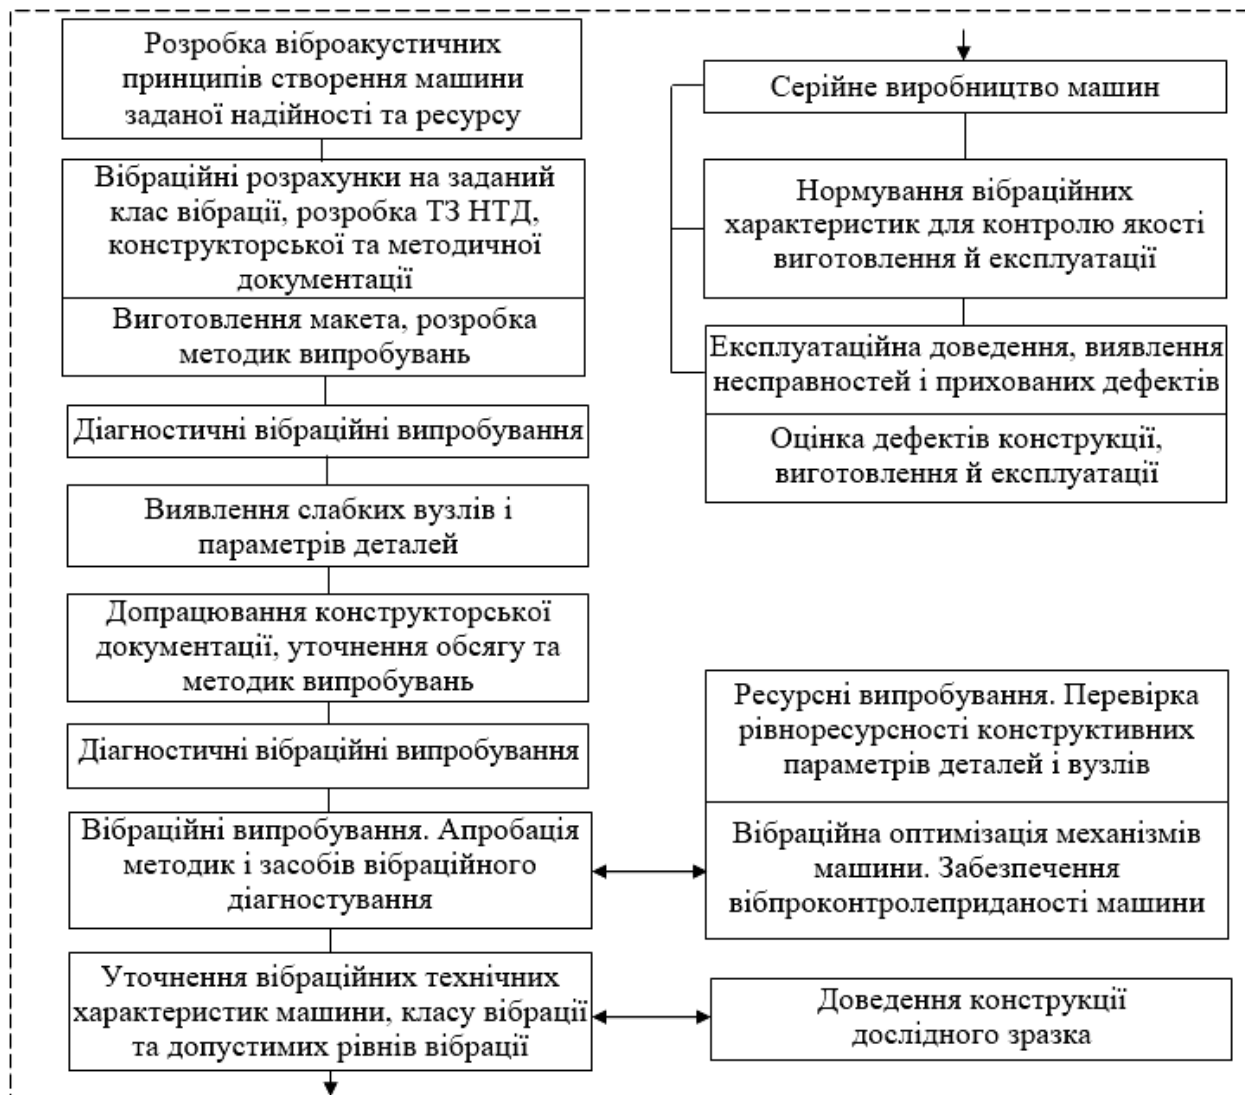 Розробка віброакустичних
принципів створення машини
заданої надійності та ресурсу
Вібраційні розрахунки на заданий
клас вібрації, розробка ТЗ НТД,
конструкторської та методичної
документації
Виготовлення макета, розробка
методик випробувань
Діагностичні вібраційні випробування
Виявлення слабких вузлів і
параметрів деталей
Допрацювання конструкторської
документації, уточнення обсягу та
методик випробувань
Діагностичні вібраційні випробування
Вібраційні випробування. Апробація
методик і засобів вібраційного
діагностування
Уточнення вібраційних технічних
характеристик машини, класу вібрації
та допустимих рівнів вібрації
Серійне виробництво машин
Нормування вібраційних
характеристик для контролю якості
виготовлення й експлуатації
Експлуатаційна доведення, виявлення
несправностей і прихованих дефектів
Оцінка дефектів конструкції,
виготовлення й експлуатації
Ресурсні випробування. Перевірка
рівноресурсності конструктивних
параметрів деталей і вузлів
Вібраційна оптимізація механізмів
машини. Забезпечення
вібпроконтролеприданості машини
Доведення конструкції
дослідного зразка